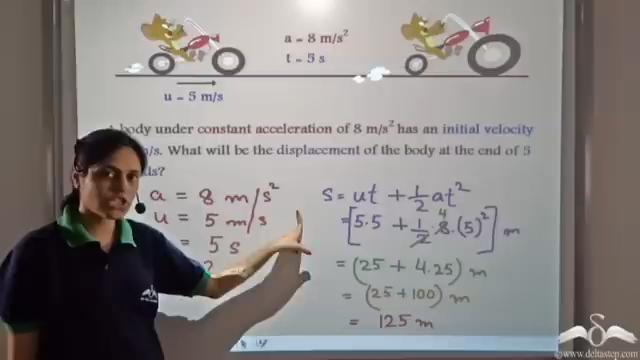 a = 8 m/s²
t = 5 s
u = 5 m/s
body under constant acceleration of 8 m/s² has an initial velocity
m/s. What will be the displacement of the body at the end of 5
ds?
a = 8 m/s²
u = 5 m/s
= 5 s
?
s = ut + 1/2 at²
= [5.5 + 1/2 . 8 4 . (5)²] m
= (25 + 4.25) m
= (25 + 100) m
= 125 m
©www.deltastep.com